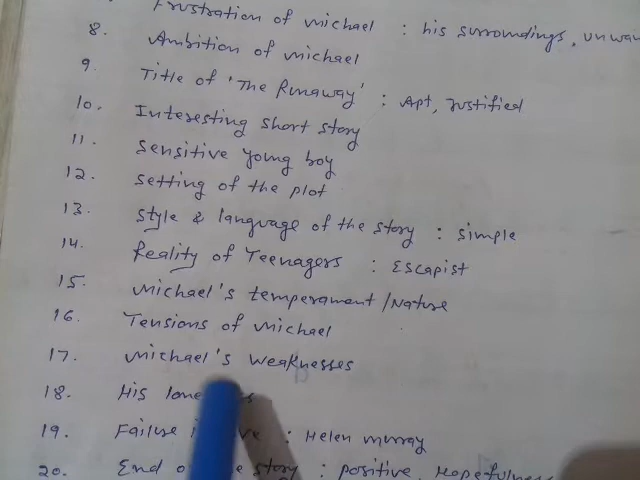 Frustration of Michael : his surroundings, unwan
8. Ambition of Michael
9. Title of 'The Runaway' : Apt, Justified
10. Interesting short story
11. Sensitive young boy
12. Setting of the plot
13. Style & language of the story : simple
14. Reality of Teenagers : Escapist
15. Michael's temperament / Nature
16. Tensions of Michael
17. Michael's weaknesses
18. His
19. Failure : Helen Murray
20. End story : positive, Hopefulness